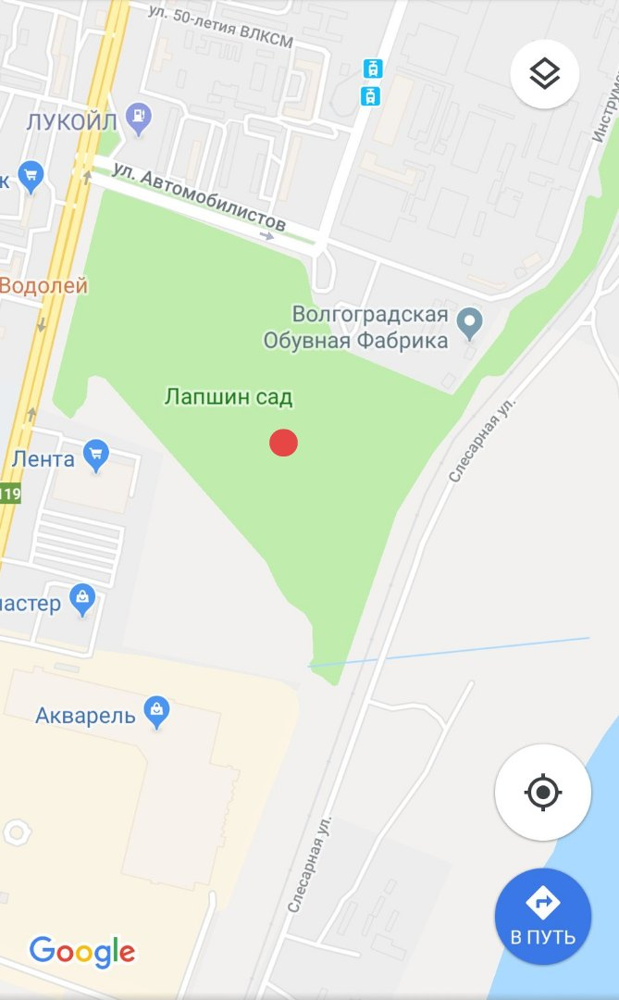 ул. 50-летия ВЛКСМ
ЛУКОЙЛ
ул. Автомобилистов
Водолей
Волгоградская
Обувная Фабрика
Лапшин сад
Слесарная ул.
Лента
119
Акварель
Слесарная ул.
Google
В ПУТЬ